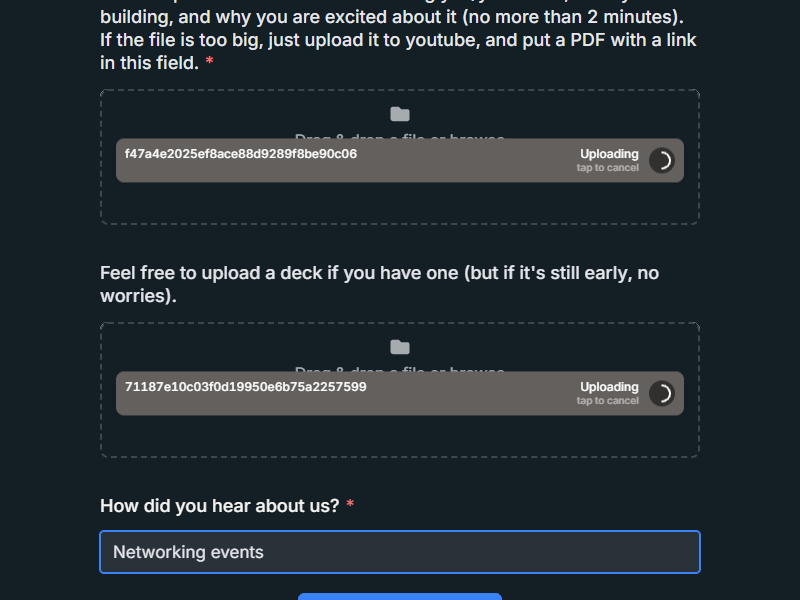 building, and why you are excited about it (no more than 2 minutes).
If the file is too big, just upload it to youtube, and put a PDF with a link
in this field. *
Drag & drop a file or browse
f47a4e2025ef8ace88d9289f8be90c06
Uploading
tap to cancel
Feel free to upload a deck if you have one (but if it's still early, no
worries).
Drag & drop a file or browse
71187e10c03f0d19950e6b75a2257599
Uploading
tap to cancel
How did you hear about us? *
Networking events